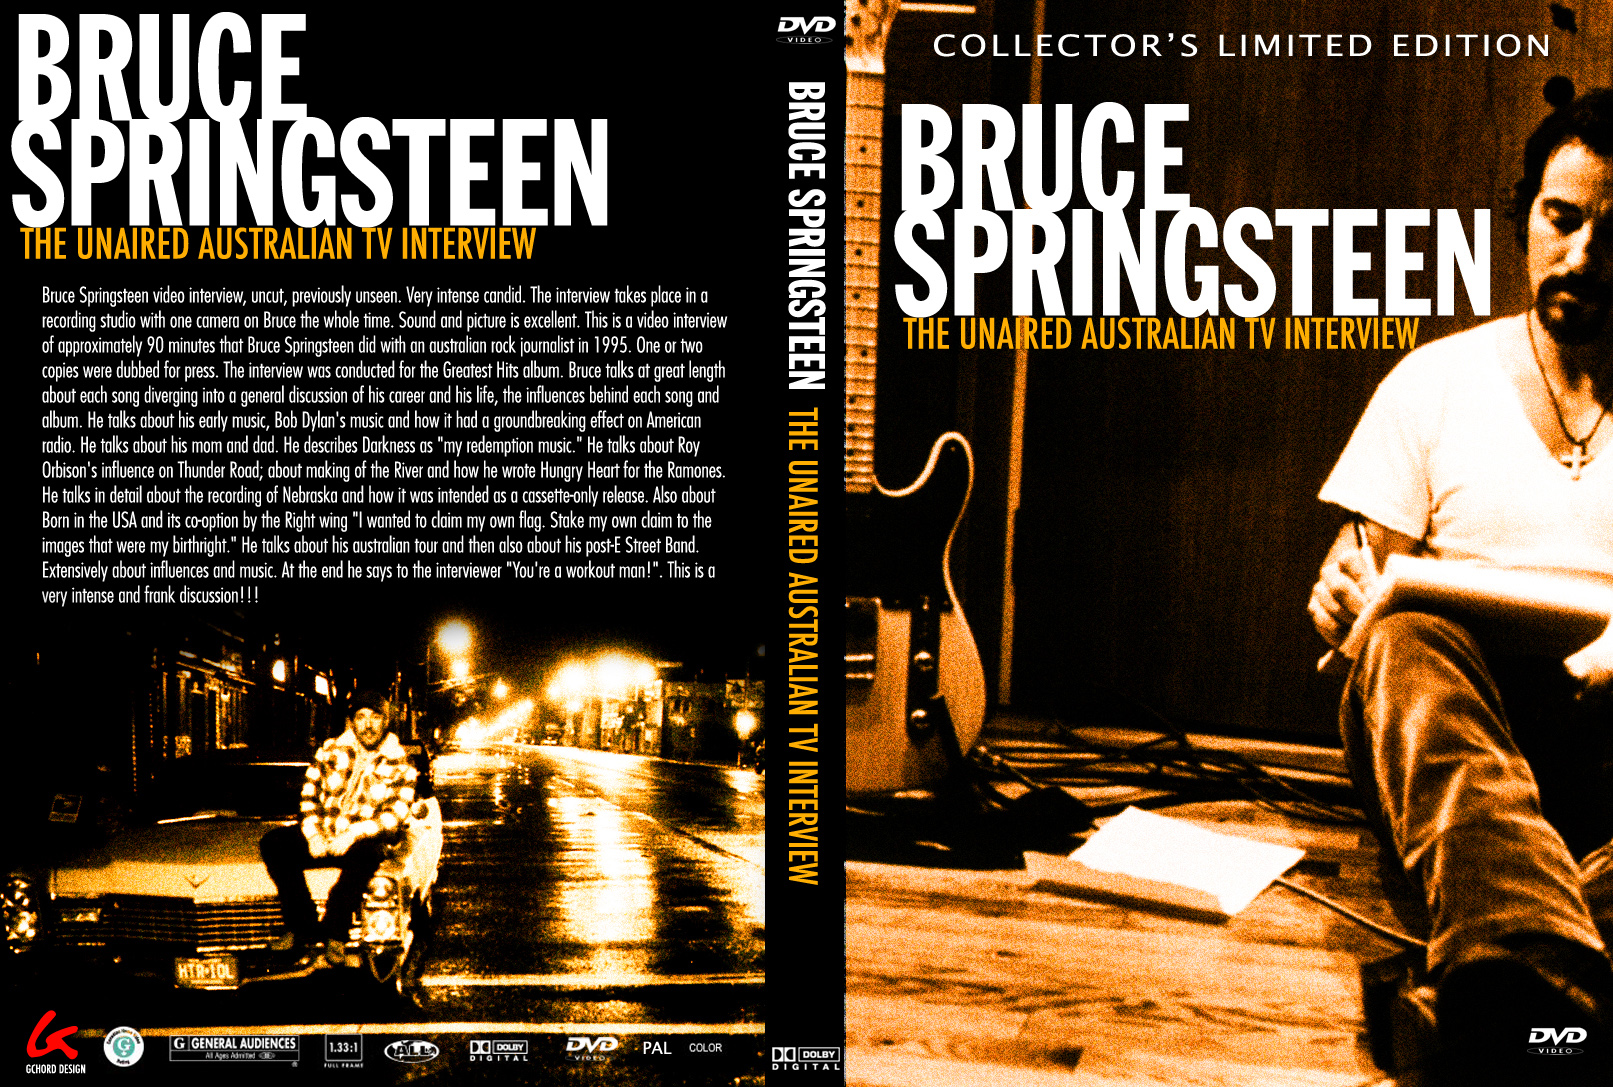 BRUCE
SPRINGSTEEN
THE UNAIRED AUSTRALIAN TV INTERVIEW
Bruce Springsteen video interview, uncut, previously unseen. Very intense candid. The interview takes place in a
recording studio with one camera on Bruce the whole time. Sound and picture is excellent. This is a video interview
of approximately 90 minutes that Bruce Springsteen did with an australian rock journalist in 1995. One or two
copies were dubbed for press. The interview was conducted for the Greatest Hits album. Bruce talks at great length
about each song diverging into a general discussion of his career and his life, the influences behind each song and
album. He talks about his early music, Bob Dylan's music and how it had a groundbreaking effect on American
radio. He talks about his mom and dad. He describes Darkness as "my redemption music." He talks about Roy
Orbison's influence on Thunder Road; about making of the River and how he wrote Hungry Heart for the Ramones.
He talks in detail about the recording of Nebraska and how it was intended as a cassette-only release. Also about
Born in the USA and its co-option by the Right wing "I wanted to claim my own flag. Stake my own claim to the
images that were my birthright." He talks about his australian tour and then also about his post-E Street Band.
Extensively about influences and music. At the end he says to the interviewer "You're a workout man!". This is a
very intense and frank discussion!!!
GCHORD DESIGN
G
G GENERAL AUDIENCES
All Ages Admitted
1.33:1
FULL FRAME
ALL
DOLBY
DIGITAL
DVD
VIDEO
PAL
COLOR
DVD
VIDEO
BRUCE SPRINGSTEEN THE UNAIRED AUSTRALIAN TV INTERVIEW
DOLBY
DIGITAL
COLLECTOR'S LIMITED EDITION
BRUCE
SPRINGSTEEN
THE UNAIRED AUSTRALIAN TV INTERVIEW
DVD
VIDEO